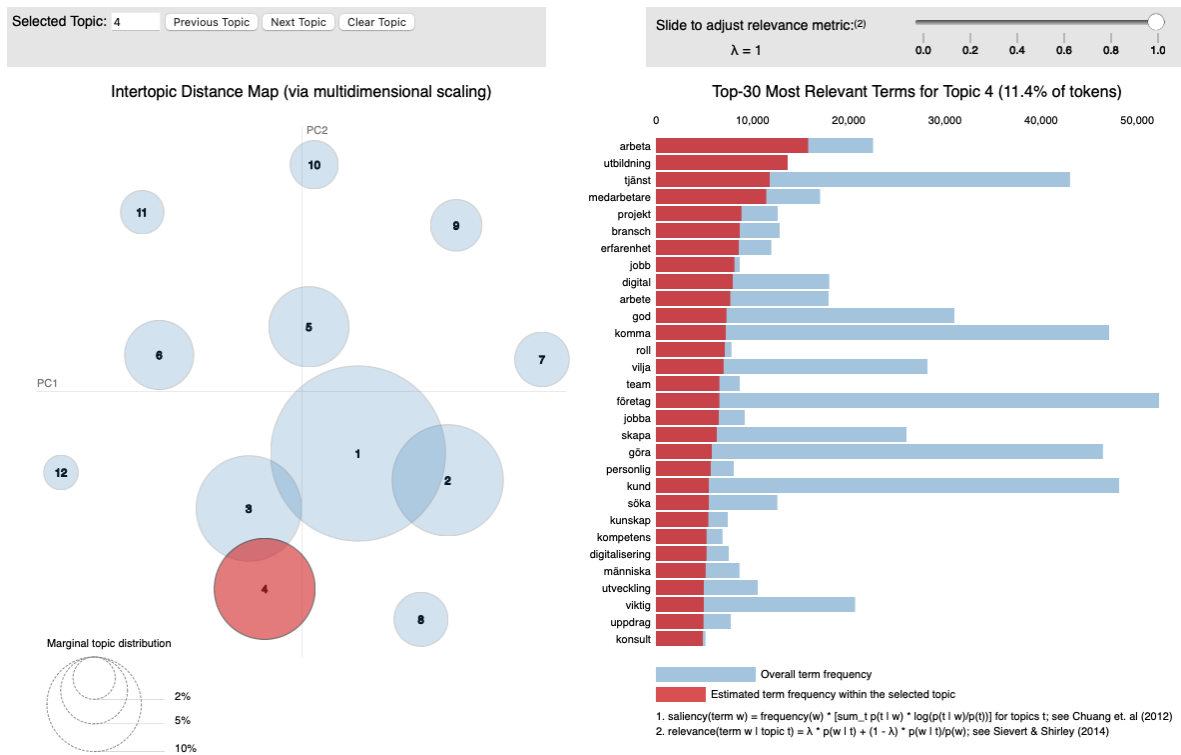 Selected Topic: 4 Previous Topic Next Topic Clear Topic
Slide to adjust relevance metric:(2)
λ = 1
0.0 0.2 0.4 0.6 0.8 1.0
Intertopic Distance Map (via multidimensional scaling)
PC2
PC1
10
11
9
5
6
7
1
2
12
3
4
8
Marginal topic distribution
2%
5%
10%
Top-30 Most Relevant Terms for Topic 4 (11.4% of tokens)
0 10,000 20,000 30,000 40,000 50,000
arbeta
utbildning
tjänst
medarbetare
projekt
bransch
erfarenhet
jobb
digital
arbete
god
komma
roll
vilja
team
företag
jobba
skapa
göra
personlig
kund
söka
kunskap
kompetens
digitalisering
människa
utveckling
viktig
uppdrag
konsult
Overall term frequency
Estimated term frequency within the selected topic
1. saliency(term w) = frequency(w) * [sum_t p(t | w) * log(p(t | w)/p(t))] for topics t; see Chuang et. al (2012)
2. relevance(term w | topic t) = λ * p(w | t) + (1 - λ) * p(w | t)/p(w); see Sievert & Shirley (2014)